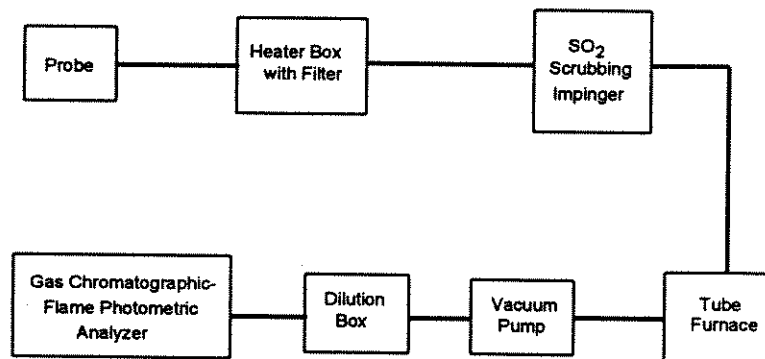 Probe
Heater Box
with Filter
SO₂
Scrubbing
Impinger
Gas Chromatographic-
Flame Photometric
Analyzer
Dilution
Box
Vacuum
Pump
Tube
Furnace